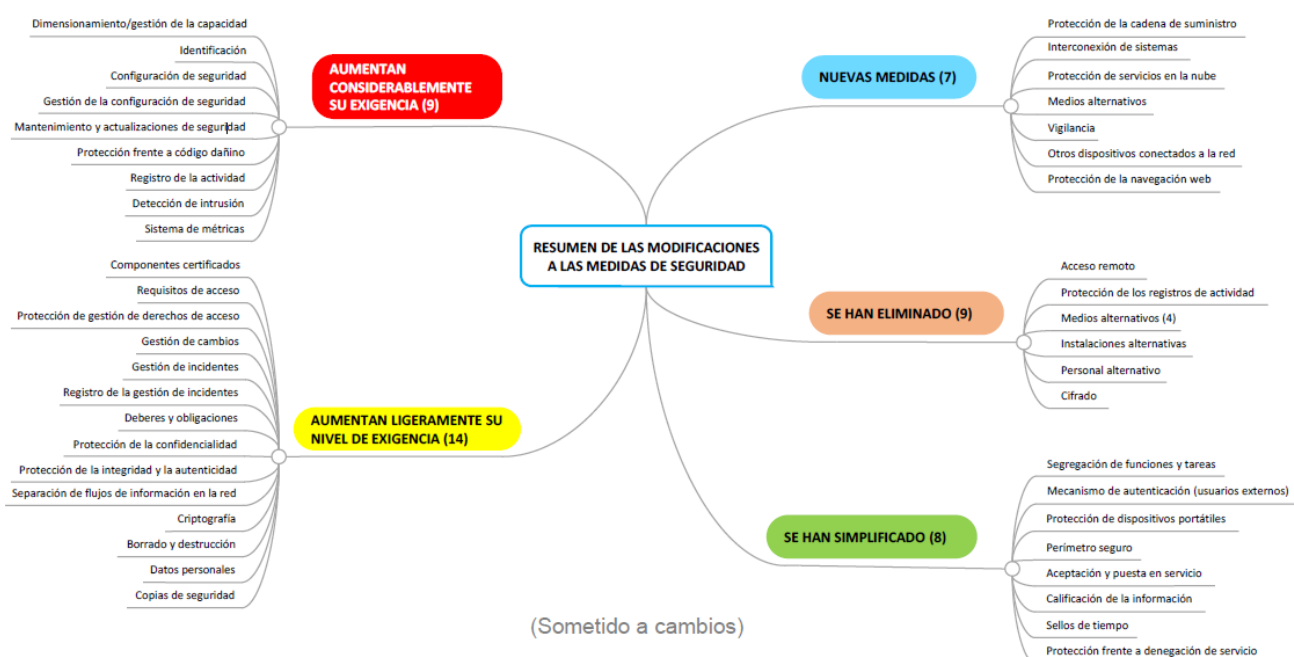 RESUMEN DE LAS MODIFICACIONES
A LAS MEDIDAS DE SEGURIDAD
AUMENTAN
CONSIDERABLEMENTE
SU EXIGENCIA (9)
Dimensionamiento/gestión de la capacidad
Identificación
Configuración de seguridad
Gestión de la configuración de seguridad
Mantenimiento y actualizaciones de seguridad
Protección frente a código dañino
Registro de la actividad
Detección de intrusión
Sistema de métricas
AUMENTAN LIGERAMENTE SU
NIVEL DE EXIGENCIA (14)
Componentes certificados
Requisitos de acceso
Protección de gestión de derechos de acceso
Gestión de cambios
Gestión de incidentes
Registro de la gestión de incidentes
Deberes y obligaciones
Protección de la confidencialidad
Protección de la integridad y la autenticidad
Separación de flujos de información en la red
Criptografía
Borrado y destrucción
Datos personales
Copias de seguridad
NUEVAS MEDIDAS (7)
Protección de la cadena de suministro
Interconexión de sistemas
Protección de servicios en la nube
Medios alternativos
Vigilancia
Otros dispositivos conectados a la red
Protección de la navegación web
SE HAN ELIMINADO (9)
Acceso remoto
Protección de los registros de actividad
Medios alternativos (4)
Instalaciones alternativas
Personal alternativo
Cifrado
SE HAN SIMPLIFICADO (8)
Segregación de funciones y tareas
Mecanismo de autenticación (usuarios externos)
Protección de dispositivos portátiles
Perímetro seguro
Aceptación y puesta en servicio
Calificación de la información
Sellos de tiempo
Protección frente a denegación de servicio
(Sometido a cambios)